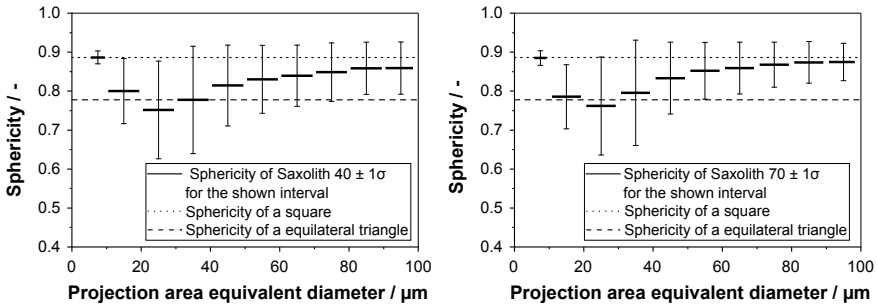 1.0
0.9
0.8
0.7
0.6
0.5
0.4
Sphericity / -
Sphericity of Saxolith 40 ± 1σ
for the shown interval
Sphericity of a square
Sphericity of a equilateral triangle
0 20 40 60 80 100
Projection area equivalent diameter / µm
1.0
0.9
0.8
0.7
0.6
0.5
0.4
Sphericity / -
Sphericity of Saxolith 70 ± 1σ
for the shown interval
Sphericity of a square
Sphericity of a equilateral triangle
0 20 40 60 80 100
Projection area equivalent diameter / µm